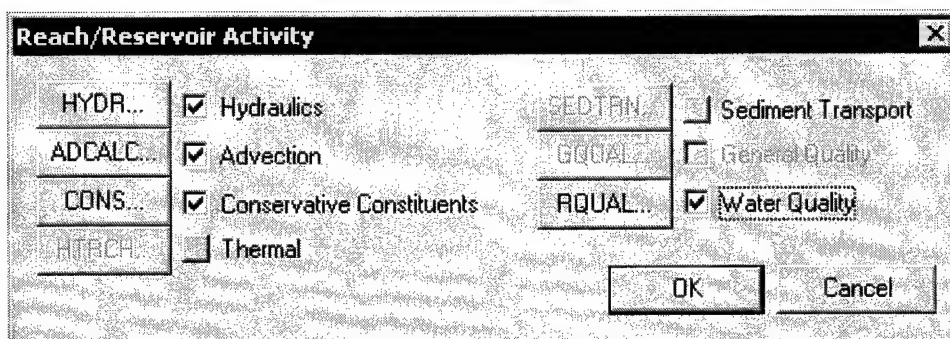 Reach/Reservoir Activity
HYDR... Hydraulics
ADCALC... Advection
CONS... Conservative Constituents
HTRCH... Thermal
SEDTRN... Sediment Transport
GQUAL... General Quality
RQUAL... Water Quality
OK Cancel